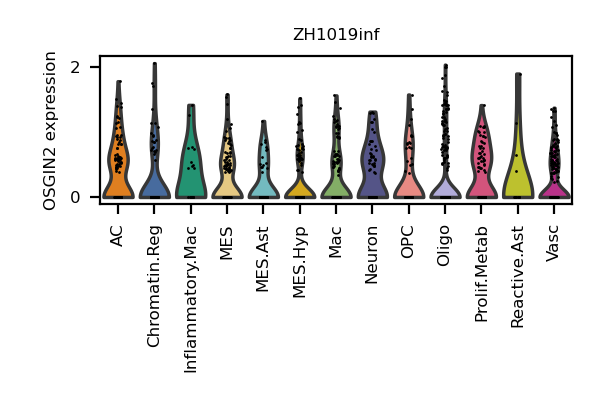 ZH1019inf
OSGIN2 expression
2
0
AC
Chromatin.Reg
Inflammatory.Mac
MES
MES.Ast
MES.Hyp
Mac
Neuron
OPC
Oligo
Prolif.Metab
Reactive.Ast
Vasc